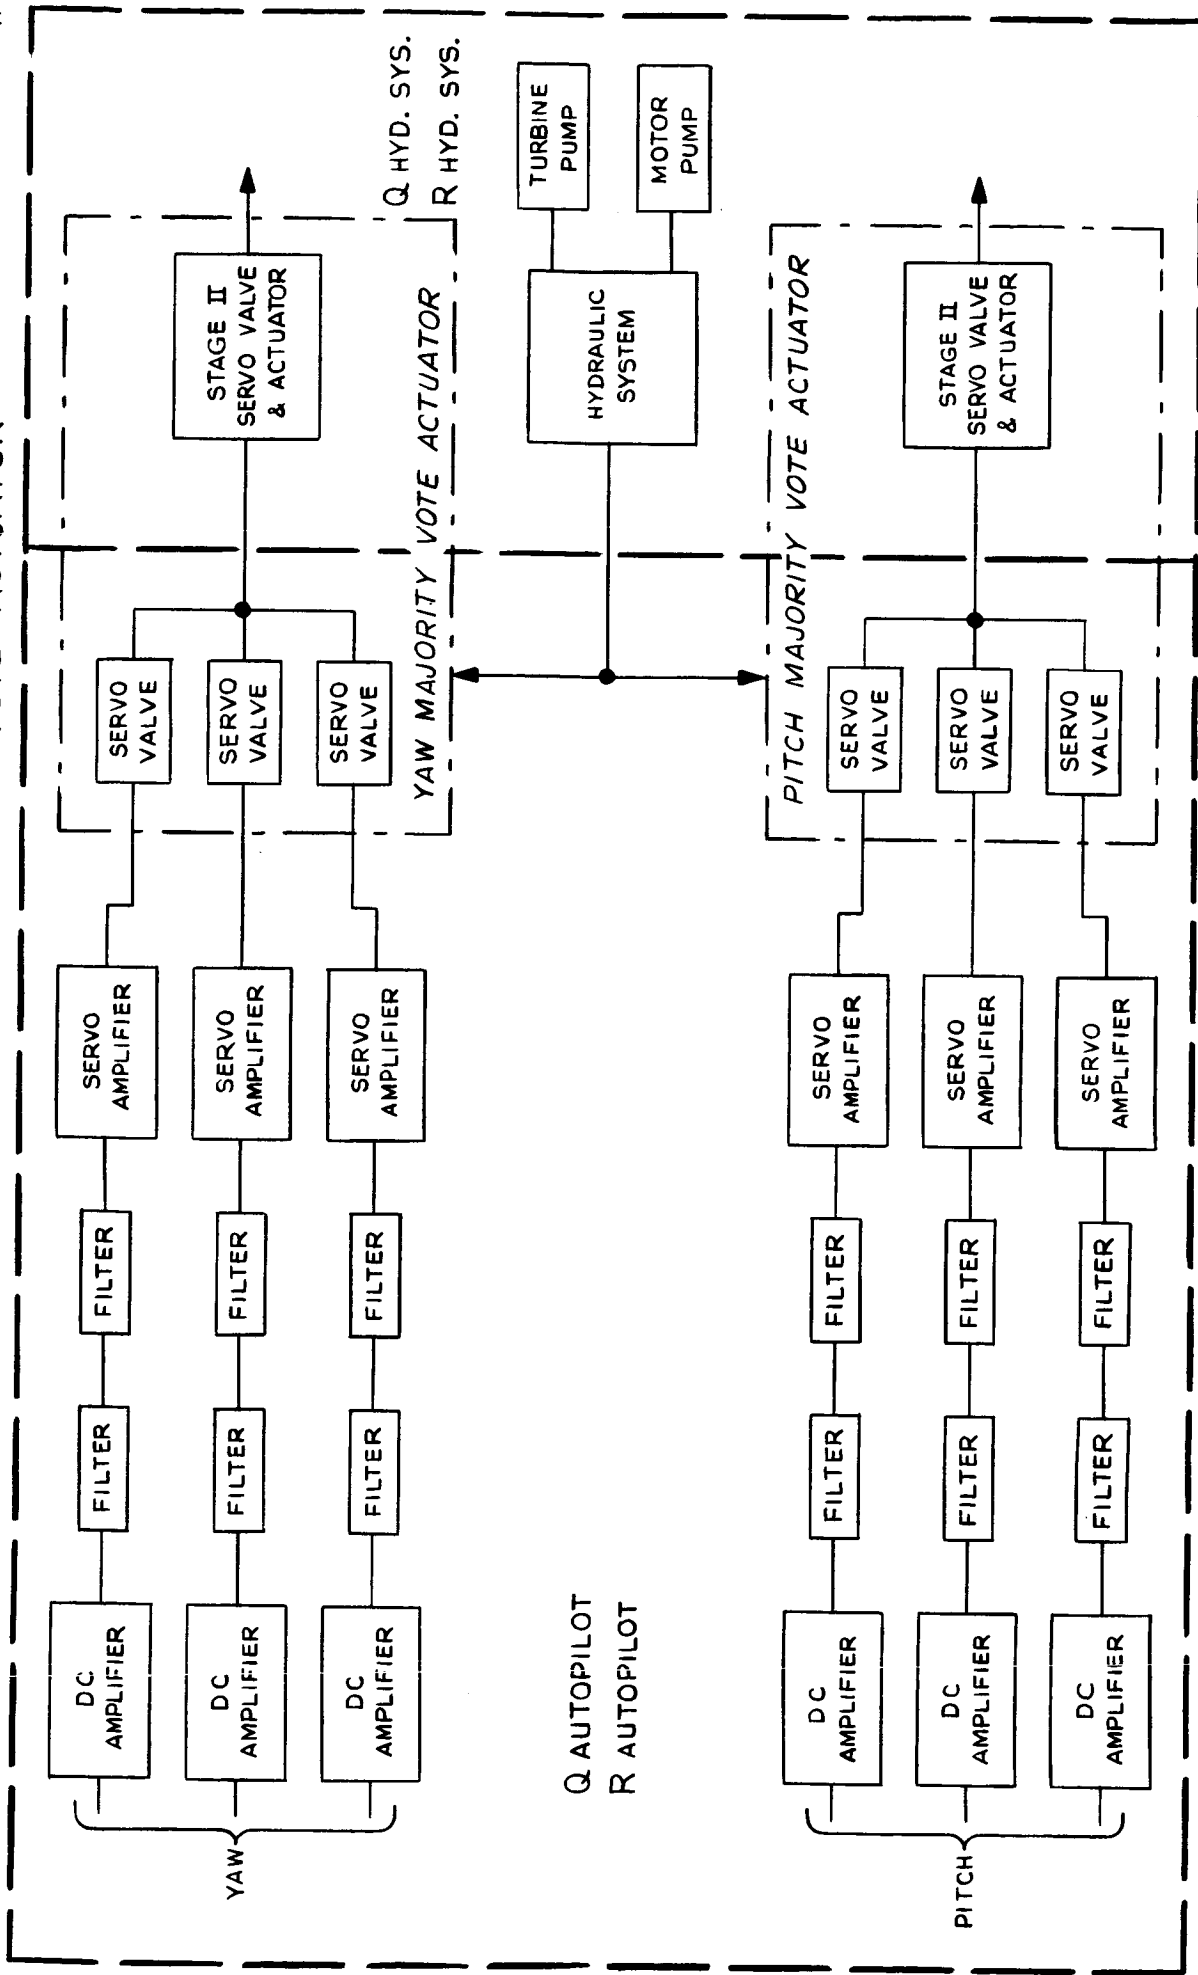 YAW
DC
AMPLIFIER
FILTER
FILTER
SERVO
AMPLIFIER
SERVO
VALVE
DC
AMPLIFIER
FILTER
FILTER
SERVO
AMPLIFIER
SERVO
VALVE
DC
AMPLIFIER
FILTER
FILTER
SERVO
AMPLIFIER
SERVO
VALVE
STAGE II
SERVO VALVE
& ACTUATOR
YAW MAJORITY VOTE ACTUATOR
Q HYD. SYS.
R HYD. SYS.
Q AUTOPILOT
R AUTOPILOT
HYDRAULIC
SYSTEM
TURBINE
PUMP
MOTOR
PUMP
PITCH MAJORITY VOTE ACTUATOR
PITCH
DC
AMPLIFIER
FILTER
FILTER
SERVO
AMPLIFIER
SERVO
VALVE
DC
AMPLIFIER
FILTER
FILTER
SERVO
AMPLIFIER
SERVO
VALVE
DC
AMPLIFIER
FILTER
FILTER
SERVO
AMPLIFIER
SERVO
VALVE
STAGE II
SERVO VALVE
& ACTUATOR